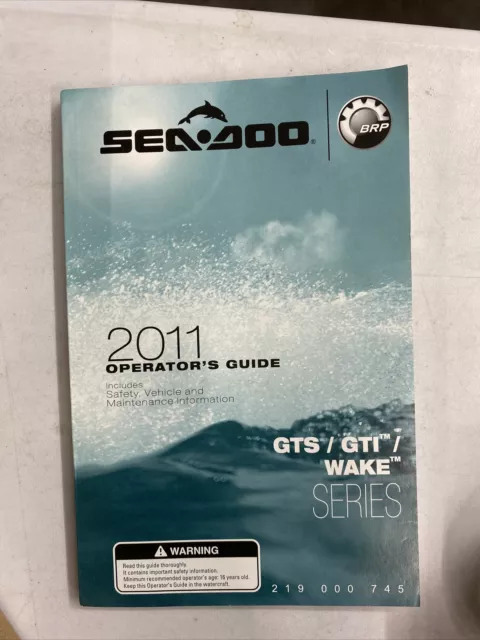 SEA-DOO®
BRP
2011
OPERATOR'S GUIDE
Includes
Safety, Vehicle and
Maintenance Information
GTS / GTI™ /
WAKE™
SERIES
WARNING
Read this guide thoroughly.
It contains important safety information.
Minimum recommended operator's age: 16 years old.
Keep this Operator's Guide in the watercraft.
219 000 745